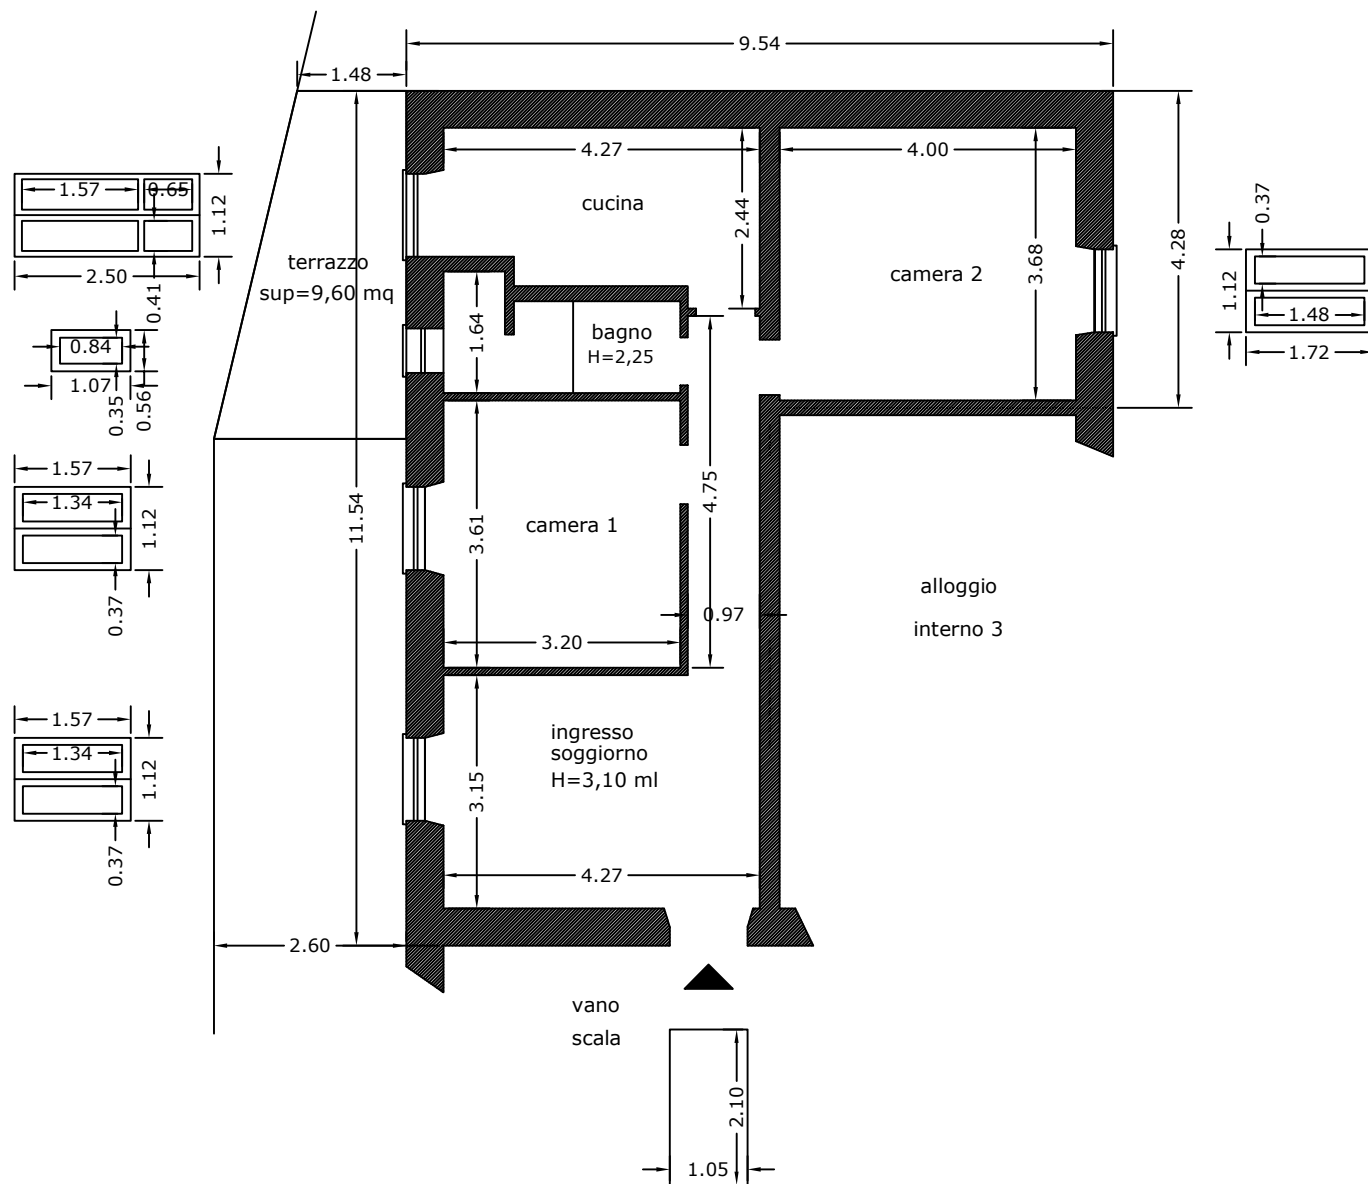 9.54
1.48
4.27
4.00
1.57
0.65
1.12
2.50
0.41
cucina
2.44
terrazzo
sup=9,60 mq
camera 2
3.68
4.28
0.37
1.12
1.48
1.72
0.84
1.07
0.35
0.56
1.64
bagno
H=2,25
1.57
1.34
1.12
0.37
11.54
3.61
camera 1
4.75
0.97
3.20
alloggio
interno 3
1.57
1.34
1.12
0.37
3.15
ingresso
soggiorno
H=3,10 ml
4.27
2.60
vano
scala
2.10
1.05